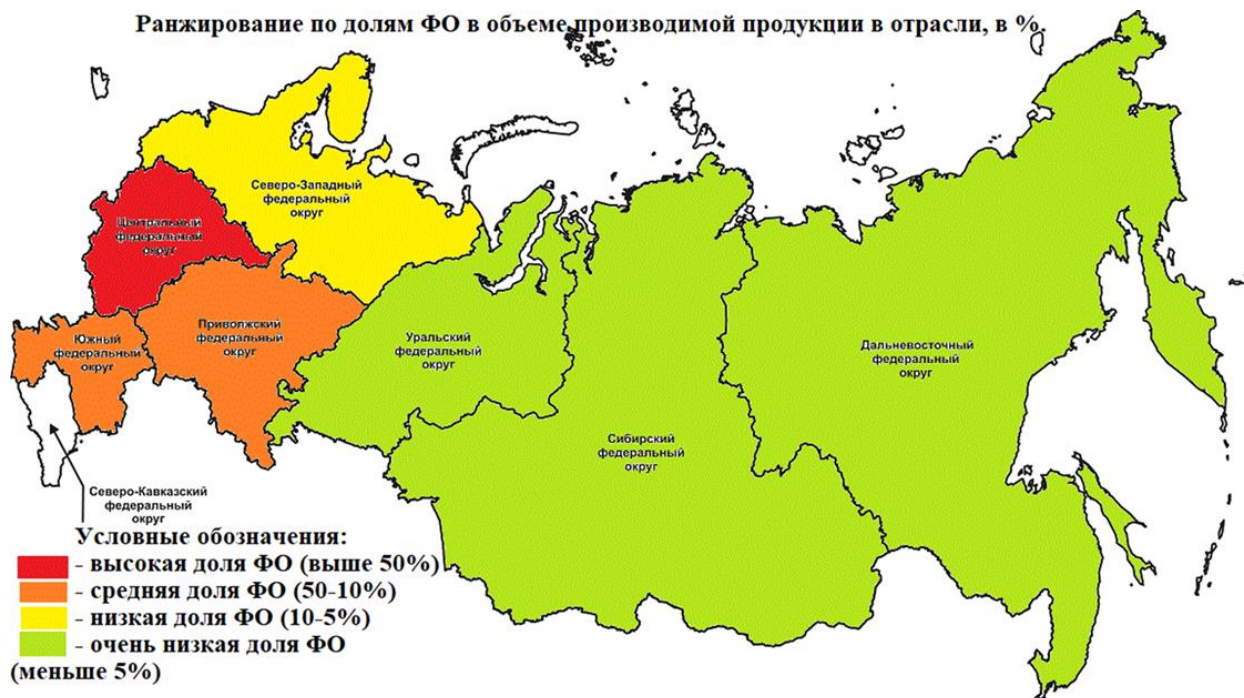 Ранжирование по долям ФО в объеме производимой продукции в отрасли, в %.
Северо-Западный
федеральный
округ
Центральный
федеральный
округ
Приволжский
федеральный
округ
Южный
федеральный
округ
Уральский
федеральный
округ
Дальневосточный
федеральный
округ
Сибирский
федеральный
округ
Северо-Кавказский
федеральный
округ
Условные обозначения:
- высокая доля ФО (выше 50%)
- средняя доля ФО (50-10%)
- низкая доля ФО (10-5%)
- очень низкая доля ФО
(меньше 5%)